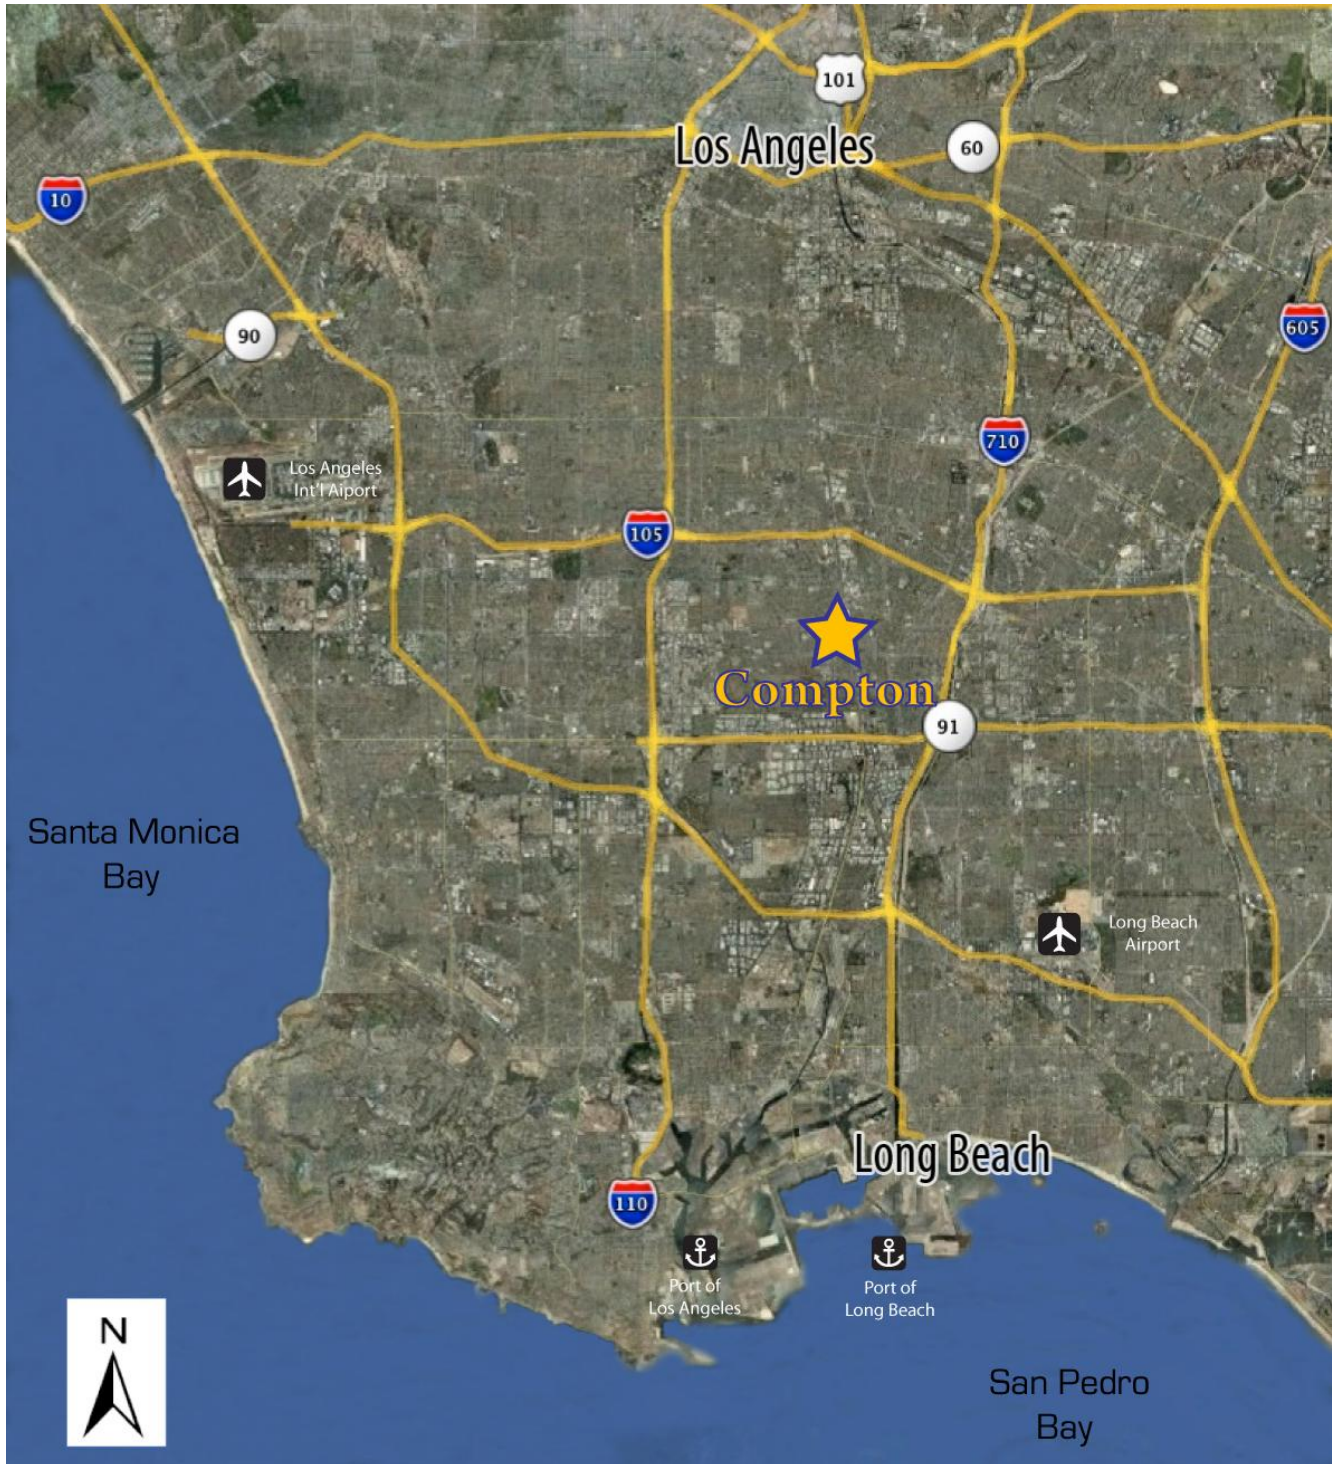 101
Los Angeles
60
10
605
90
710
Los Angeles
Int'l Aiport
105
Compton
91
Santa Monica
Bay
Long Beach
Airport
Long Beach
110
Port of
Los Angeles
Port of
Long Beach
N
San Pedro
Bay